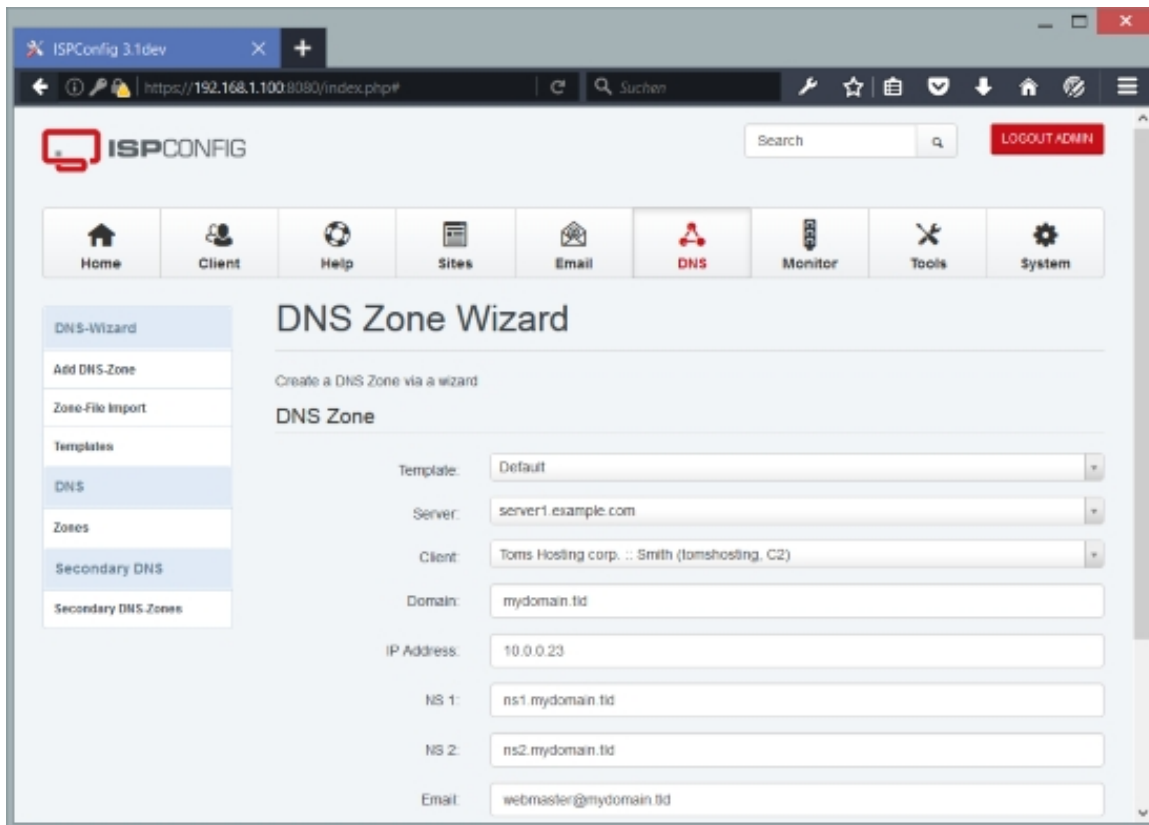 ISPConfig 3.1dev
https://192.168.1.100:8080/index.php#
Suchen
ISPCONFIG
Search
LOGOUT ADMIN
Home Client Help Sites Email DNS Monitor Tools System
DNS-Wizard
Add DNS-Zone
Zone-File Import
Templates
DNS
Zones
Secondary DNS
Secondary DNS-Zones
DNS Zone Wizard
Create a DNS Zone via a wizard
DNS Zone
Template: Default
Server: server1.example.com
Client: Toms Hosting corp. :: Smith (tomshosting, C2)
Domain: mydomain.tld
IP Address: 10.0.0.23
NS 1: ns1.mydomain.tld
NS 2: ns2.mydomain.tld
Email: webmaster@mydomain.tld